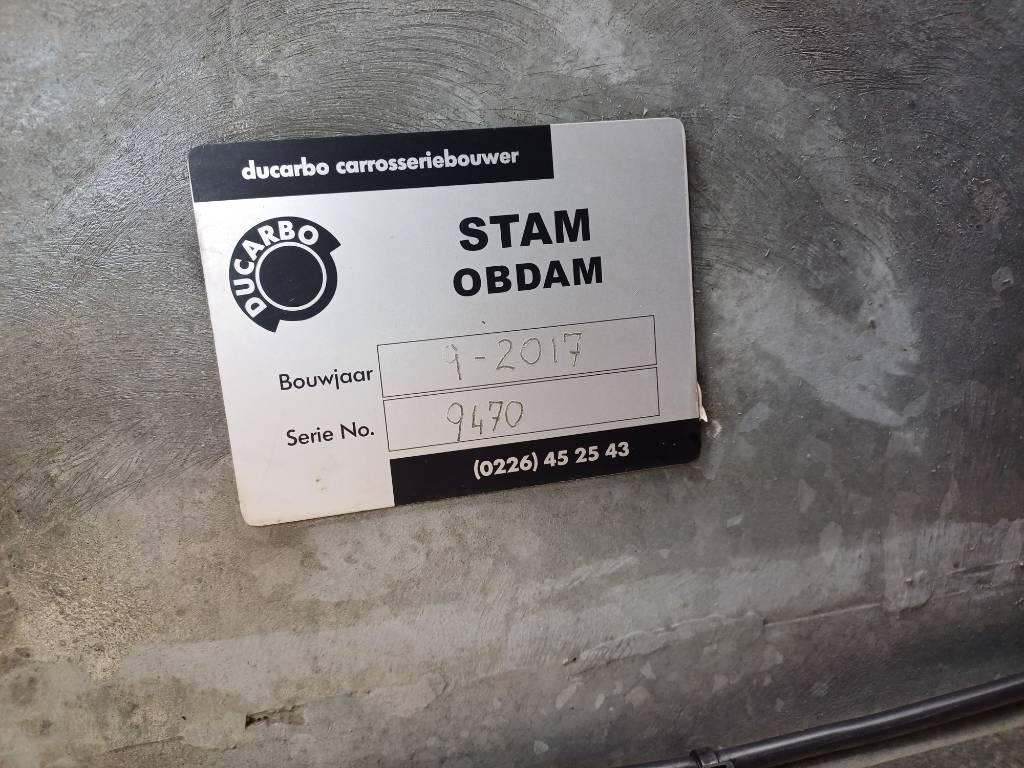 ducarbo carrosseriebouwer
DUCARBO
STAM
OBDAM
Bouwjaar 9-2017
Serie No. 9470
(0226) 45 25 43